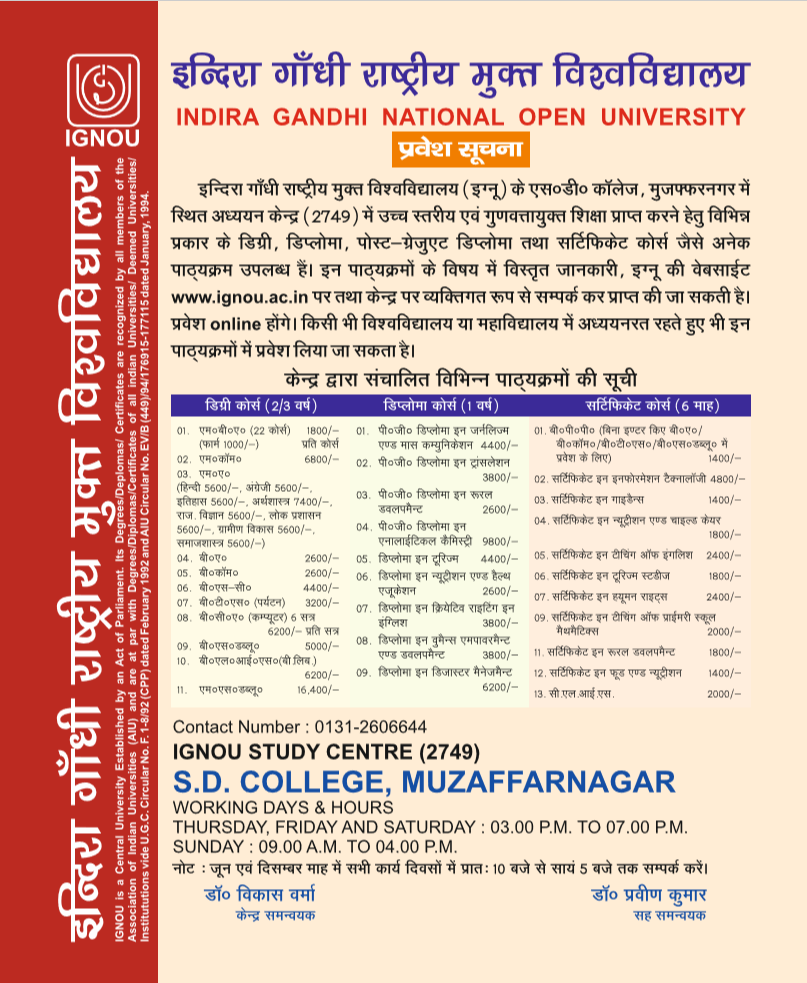 IGNOU
इन्दिरा गाँधी राष्ट्रीय मुक्त विश्वविद्यालय
IGNOU is a Central University Established by an Act of Parliament. Its Degrees/Deplomas/ Certificates are recognized by all members of the
Association of Indian Universities (AIU) and are at par with Degrees/Diplomas/Certificates of all indian Universities/ Deemed Universities/
Institututions vide U.G.C. Circular No. F. 1-8/92 (CPP) dated February 1992 and AIU Circular No. EV/B (449)/94/176915-177115 dated January, 1994.
इन्दिरा गाँधी राष्ट्रीय मुक्त विश्वविद्यालय
INDIRA GANDHI NATIONAL OPEN UNIVERSITY
प्रवेश सूचना
इन्दिरा गाँधी राष्ट्रीय मुक्त विश्वविद्यालय (इग्नू) के एस०डी० कॉलेज, मुजफ्फरनगर में
स्थित अध्ययन केन्द्र (2749) में उच्च स्तरीय एवं गुणवत्तायुक्त शिक्षा प्राप्त करने हेतु विभिन्न
प्रकार के डिग्री, डिप्लोमा, पोस्ट–ग्रेजुएट डिप्लोमा तथा सर्टिफिकेट कोर्स जैसे अनेक
पाठ्यक्रम उपलब्ध हैं। इन पाठ्यक्रमों के विषय में विस्तृत जानकारी, इग्नू की वेबसाईट
www.ignou.ac.in पर तथा केन्द्र पर व्यक्तिगत रूप से सम्पर्क कर प्राप्त की जा सकती है।
प्रवेश online होंगे। किसी भी विश्वविद्यालय या महाविद्यालय में अध्ययनरत रहते हुए भी इन
पाठ्यक्रमों में प्रवेश लिया जा सकता है।
केन्द्र द्वारा संचालित विभिन्न पाठ्यक्रमों की सूची
डिग्री कोर्स (2/3 वर्ष)
01. एम०बी०ए० (22 कोर्स) 1800/–
(फार्म 1000/–) प्रति कोर्स
02. एम०कॉम० 6800/–
03. एम०ए०
(हिन्दी 5600/–, अंग्रेजी 5600/–,
इतिहास 5600/–, अर्थशास्त्र 7400/–,
राज. विज्ञान 5600/–, लोक प्रशासन
5600/–, ग्रामीण विकास 5600/–,
समाजशास्त्र 5600/–)
04. बी०ए० 2600/–
05. बी०कॉम० 2600/–
06. बी०एस–सी० 4400/–
07. बी०टी०एस० (पर्यटन) 3200/–
08. बी०सी०ए० (कम्प्यूटर) 6 सत्र
6200/– प्रति सत्र
09. बी०एस०डब्लू० 5000/–
10. बी०एल०आई०एस०(बी.लिब.)
6200/–
11. एम०एस०डब्लू० 16,400/–
डिप्लोमा कोर्स (1 वर्ष)
01. पी०जी० डिप्लोमा इन जर्नलिज्म
एण्ड मास कम्युनिकेशन 4400/–
02. पी०जी० डिप्लोमा इन ट्रांसलेशन
3800/–
03. पी०जी० डिप्लोमा इन रूरल
डवलपमैन्ट 2600/–
04. पी०जी० डिप्लोमा इन
एनालाईटिकल कैमिस्ट्री 9800/–
05. डिप्लोमा इन टूरिज्म 4400/–
06. डिप्लोमा इन न्यूट्रीशन एण्ड हैल्थ
एजूकेशन 2600/–
07. डिप्लोमा इन क्रियेटिव राइटिंग इन
इंग्लिश 3800/–
08. डिप्लोमा इन वुमैन्स एमपावरमैन्ट
एण्ड डवलपमैन्ट 3800/–
09. डिप्लोमा इन डिजास्टर मैनेजमैन्ट
6200/–
सर्टिफिकेट कोर्स (6 माह)
01. बी०पी०पी० (बिना इण्टर किए बी०ए०/
बी०कॉम०/बी०टी०एस०/बी०एस०डब्लू० में
प्रवेश के लिए) 1400/–
02. सर्टिफिकेट इन इनफोरमेशन टैक्नालॉजी 4800/–
03. सर्टिफिकेट इन गाइडैन्स 1400/–
04. सर्टिफिकेट इन न्यूट्रीशन एण्ड चाइल्ड केयर
1800/–
05. सर्टिफिकेट इन टीचिंग ऑफ इंगलिश 2400/–
06. सर्टिफिकेट इन टूरिज्म स्टडीज 1800/–
07. सर्टिफिकेट इन हयूमन राइट्स 2400/–
09. सर्टिफिकेट इन टीचिंग ऑफ प्राईमरी स्कूल
मैथमैटिक्स 2000/–
11. सर्टिफिकेट इन रूरल डवलपमैन्ट 1800/–
12. सर्टिफिकेट इन फूड एण्ड न्यूट्रीशन 1400/–
13. सी.एल.आई.एस. 2000/–
Contact Number : 0131-2606644
IGNOU STUDY CENTRE (2749)
S.D. COLLEGE, MUZAFFARNAGAR
WORKING DAYS & HOURS
THURSDAY, FRIDAY AND SATURDAY : 03.00 P.M. TO 07.00 P.M.
SUNDAY : 09.00 A.M. TO 04.00 P.M.
नोट : जून एवं दिसम्बर माह में सभी कार्य दिवसों में प्रात: 10 बजे से सायं 5 बजे तक सम्पर्क करें।
डॉ० विकास वर्मा डॉ० प्रवीण कुमार
केन्द्र समन्वयक सह समन्वयक